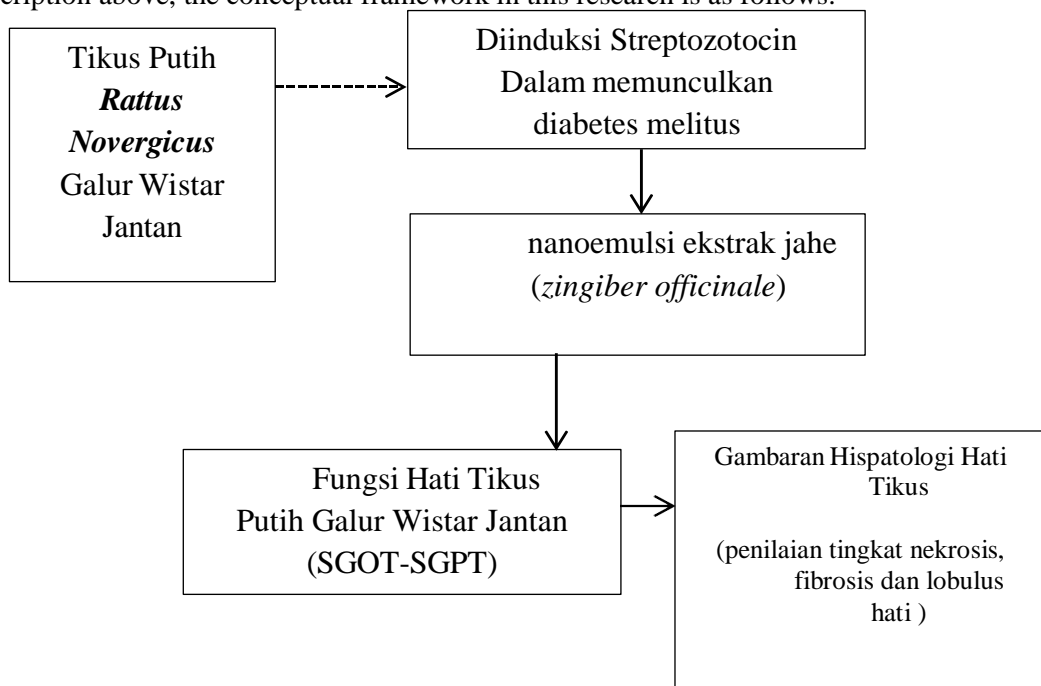 cription above, the conceptual framework in this research is as follows:
Tikus Putih
Rattus
Novergicus
Galur Wistar
Jantan
Diinduksi Streptozotocin
Dalam memunculkan
diabetes melitus
nanoemulsi ekstrak jahe
(zingiber officinale)
Fungsi Hati Tikus
Putih Galur Wistar Jantan
(SGOT-SGPT)
Gambaran Hispatologi Hati
Tikus
(penilaian tingkat nekrosis,
fibrosis dan lobulus
hati )